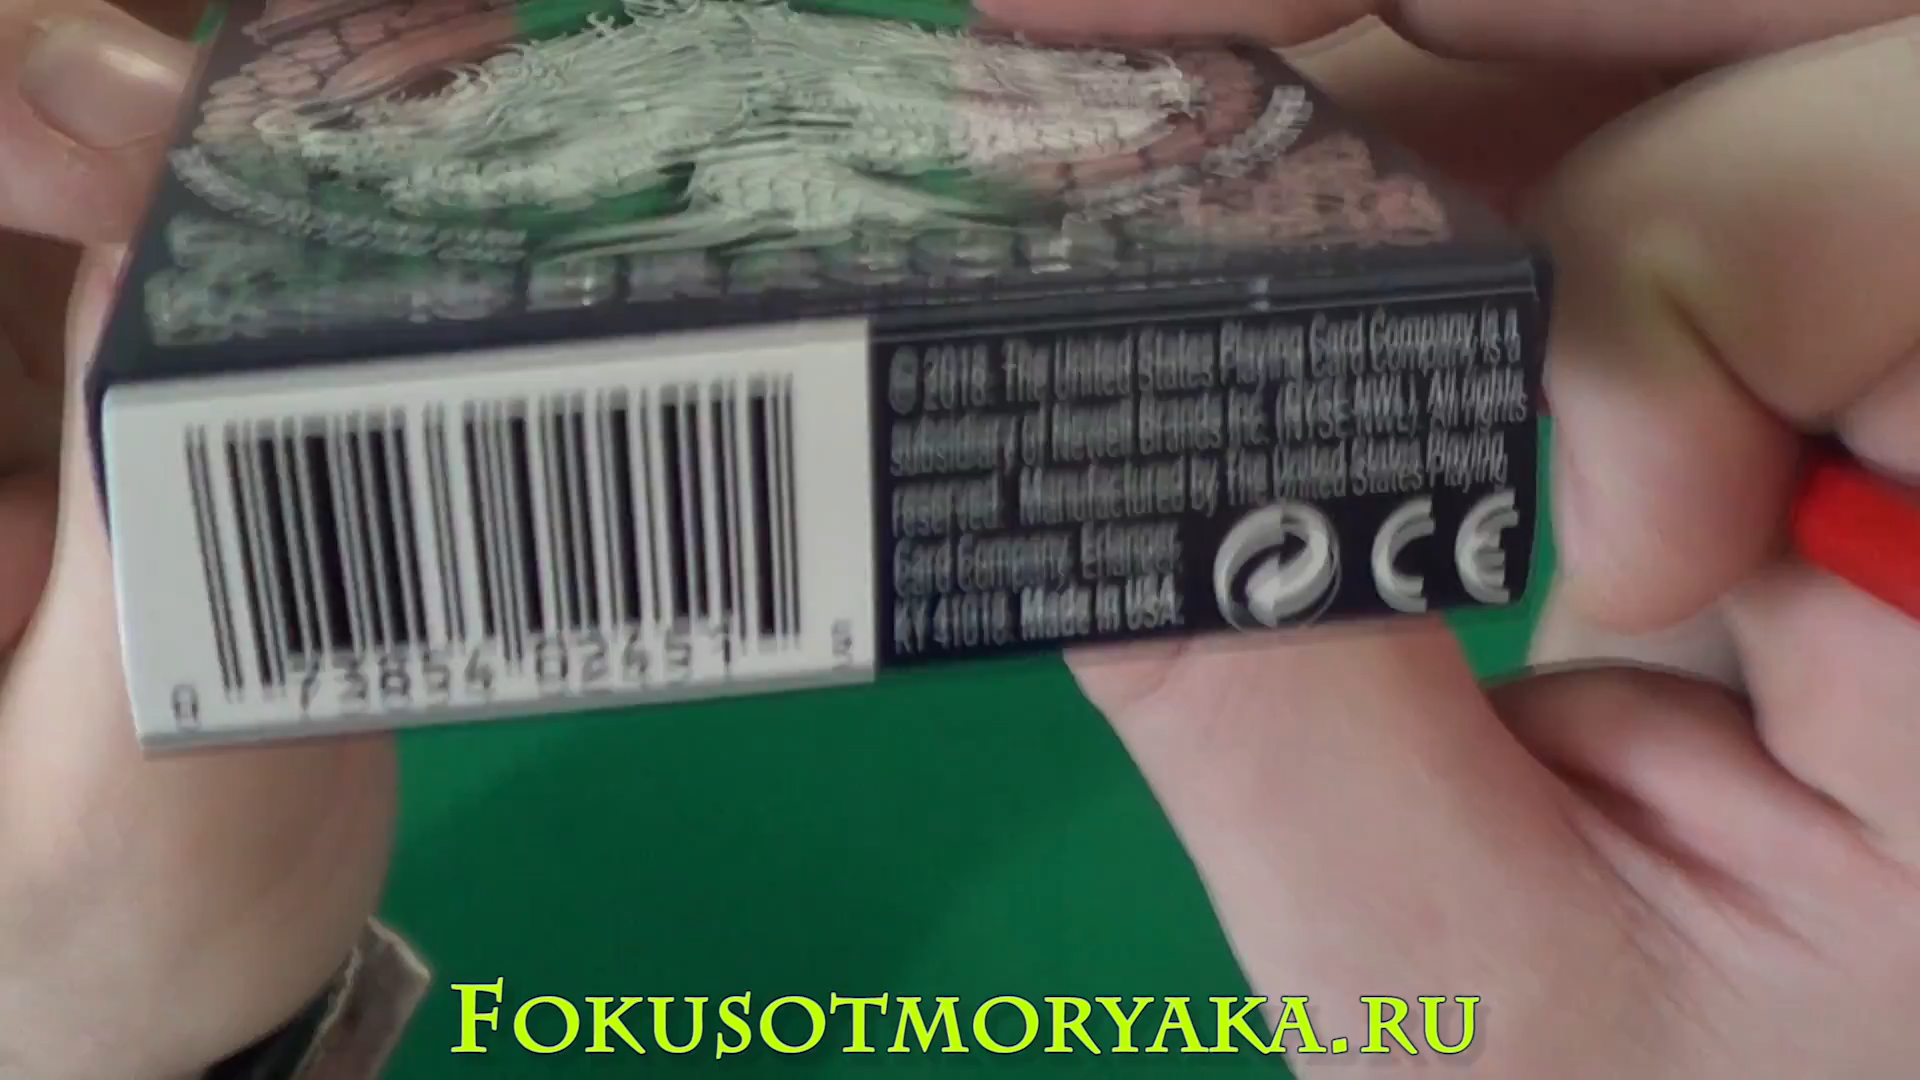 © 2018. The United States Playing Card Company is a
subsidiary of Newell Brands Inc. (NYSE:NWL). All rights
reserved. Manufactured by The United States Playing
Card Company, Erlanger,
KY 41018. Made in USA.
CE
0 73854 02451
Fokusotmoryaka.ru